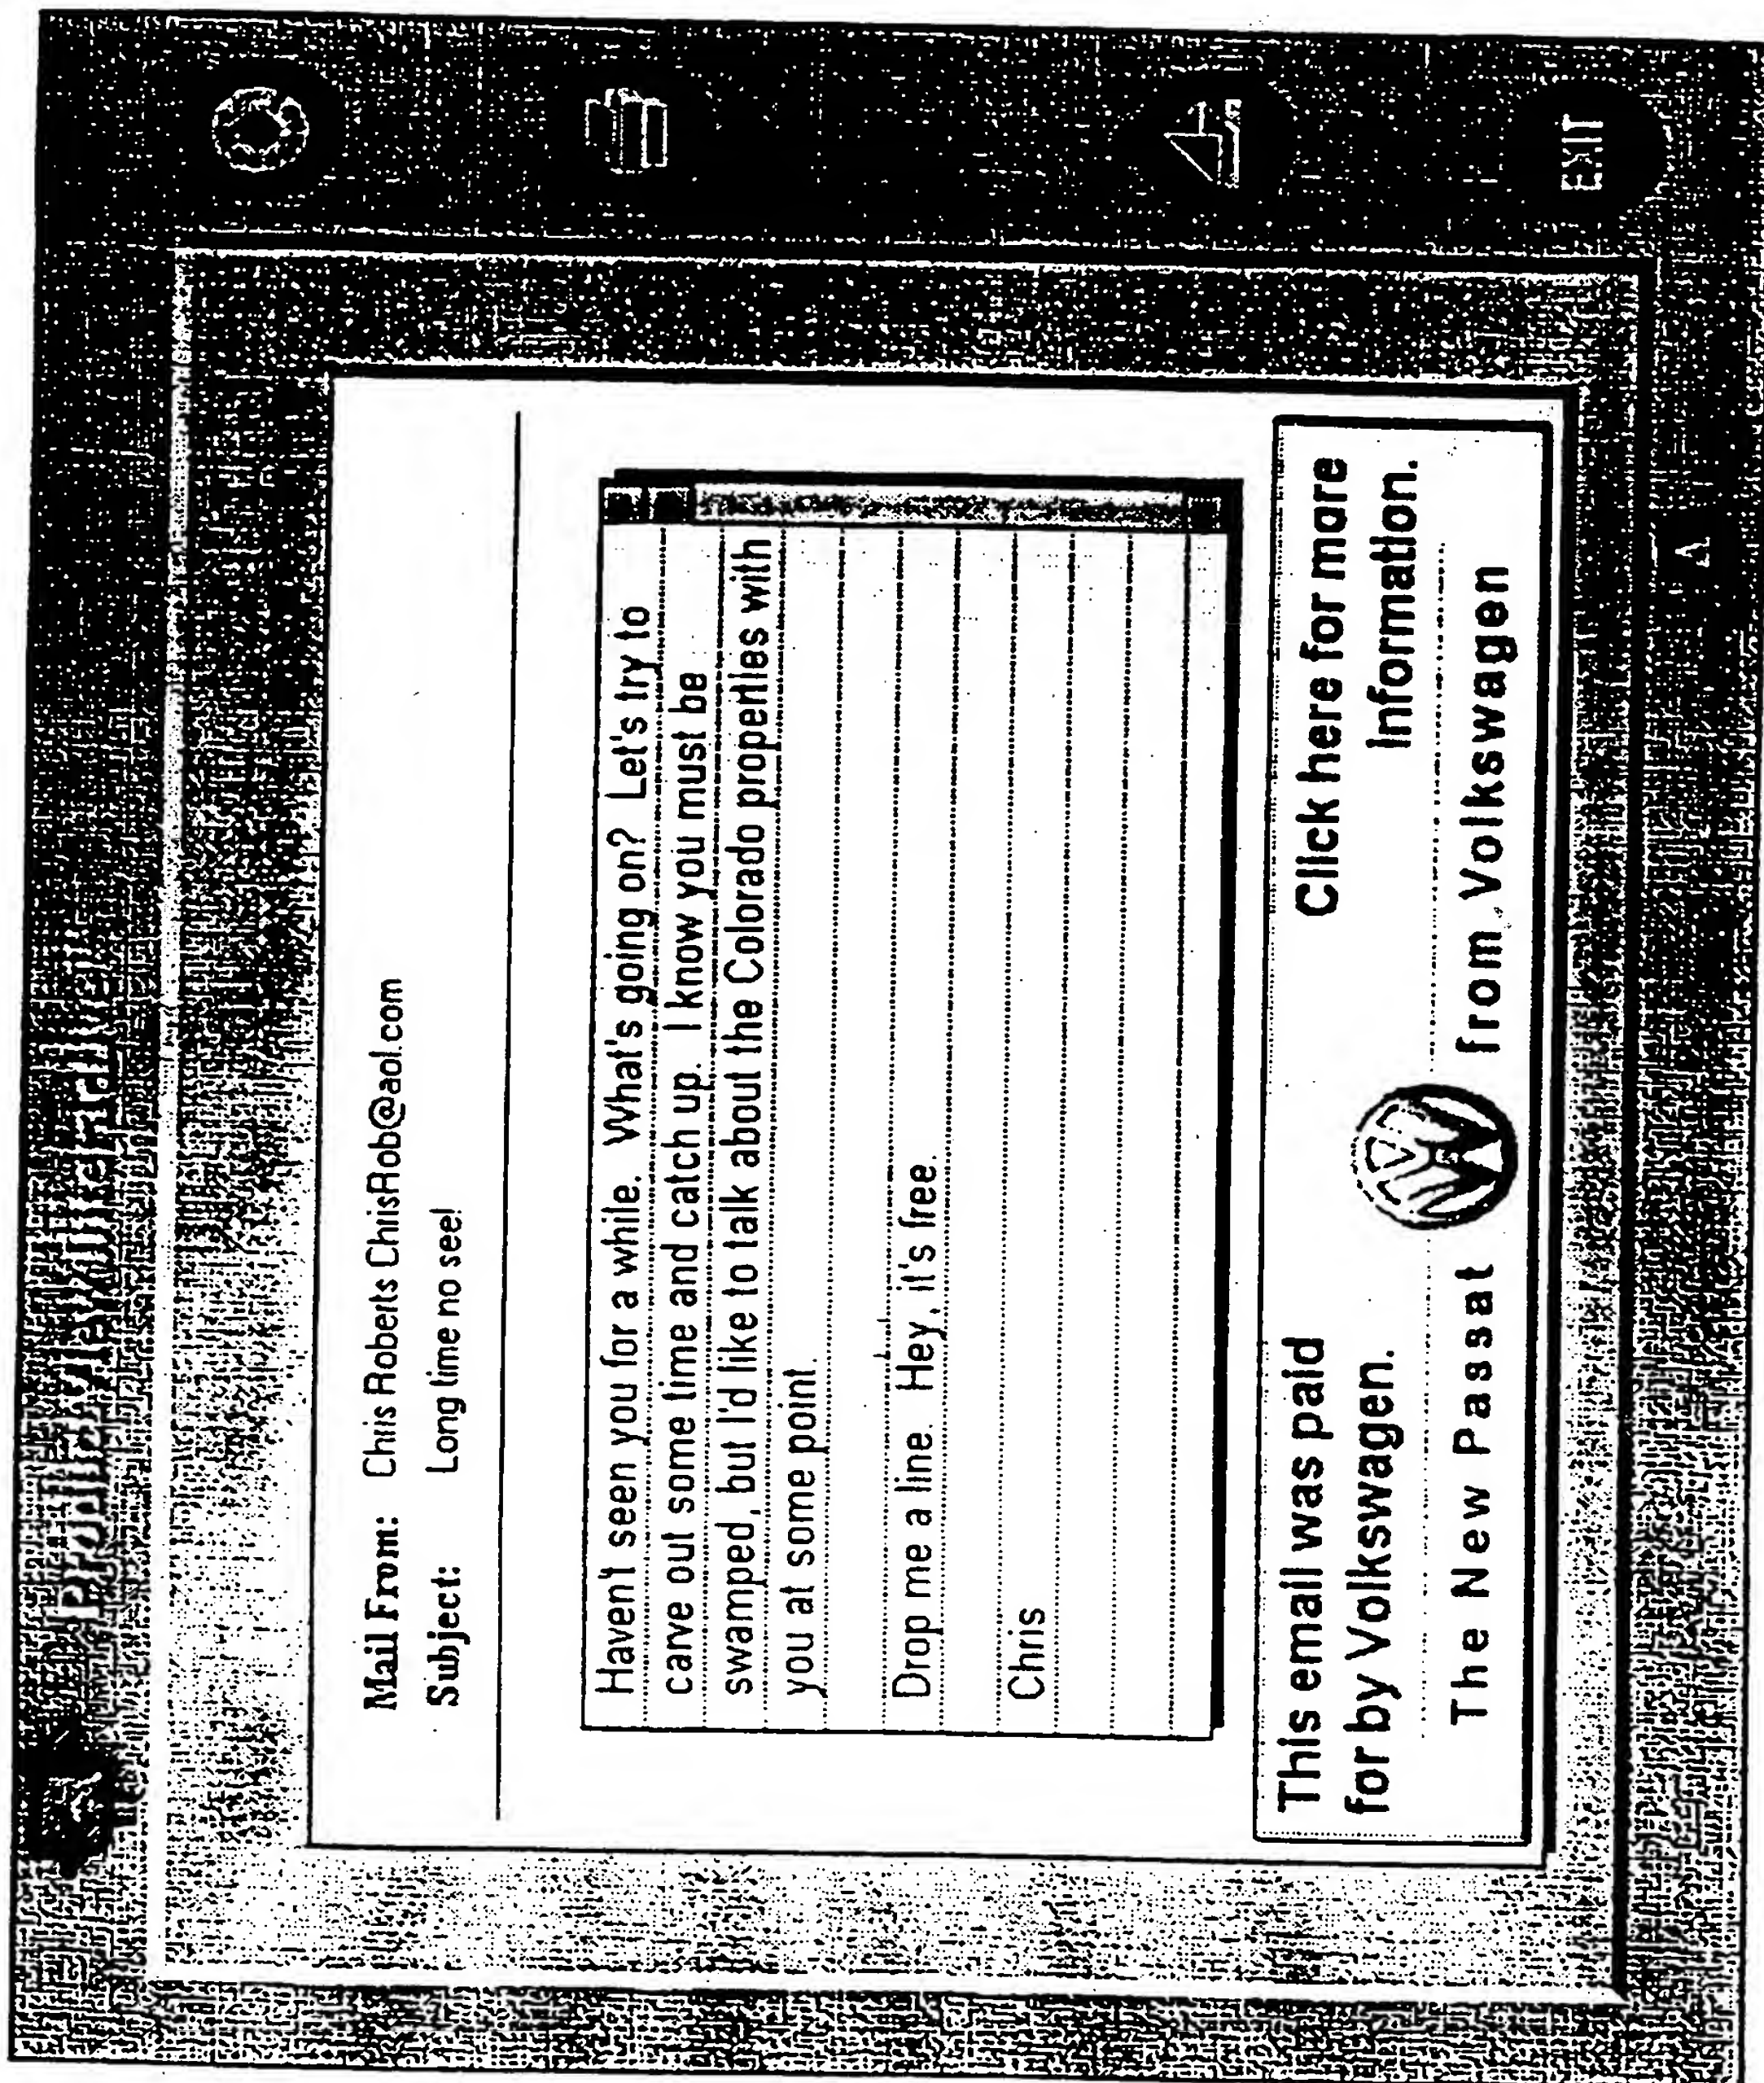 EXIT
Mail From: Chris Roberts ChrisRob@aol.com
Subject: Long time no see!
Haven't seen you for a while. What's going on? Let's try to
carve out some time and catch up. I know you must be
swamped, but I'd like to talk about the Colorado properties with
you at some point.
Drop me a line. Hey, it's free.
Chris
This email was paid
for by Volkswagen.
Click here for more
Information.
The New Passat
from Volkswagen